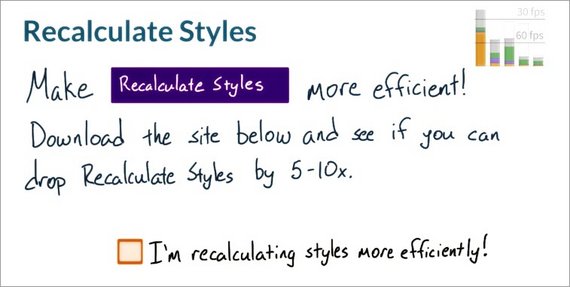 Recalculate Styles
30 fps
60 fps
Make Recalculate Styles more efficient!
Download the site below and see if you can
drop Recalculate Styles by 5-10x.
I'm recalculating styles more efficiently!